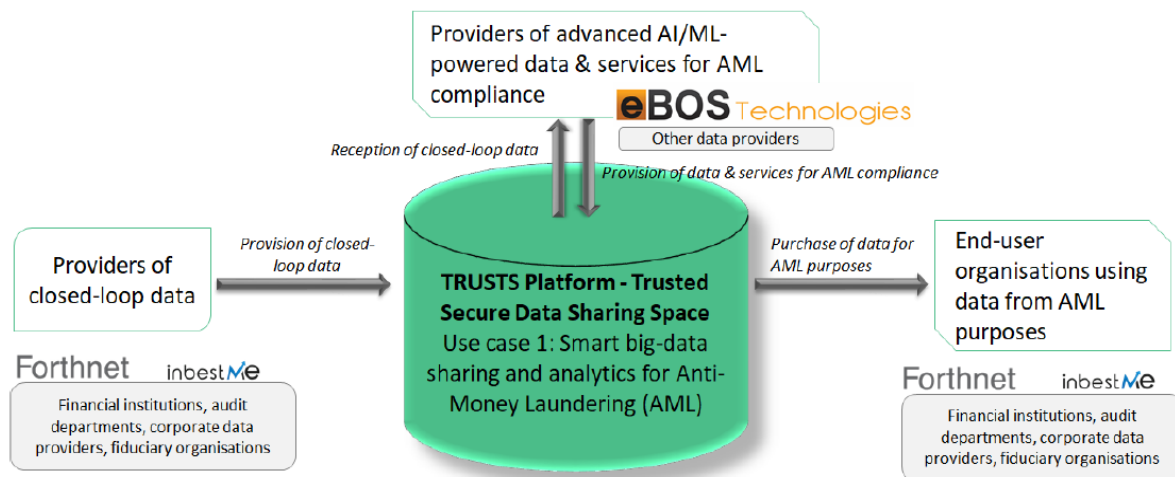 Providers of advanced AI/ML-
powered data & services for AML
compliance
eBOS Technologies
Other data providers
Reception of closed-loop data
Provision of data & services for AML compliance
Providers of
closed-loop data
Provision of closed-
loop data
TRUSTS Platform - Trusted
Secure Data Sharing Space
Use case 1: Smart big-data
sharing and analytics for Anti-
Money Laundering (AML)
Purchase of data for
AML purposes
End-user
organisations using
data from AML
purposes
Forthnet inbestMe
Financial institutions, audit
departments, corporate data
providers, fiduciary organisations
Forthnet inbestMe
Financial institutions, audit
departments, corporate data
providers, fiduciary organisations